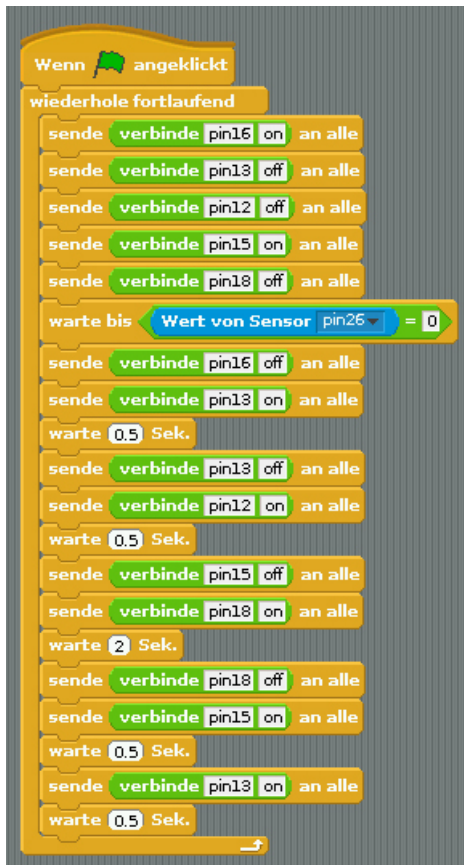 Wenn angeklickt
wiederhole fortlaufend
sende verbinde pin16 on an alle
sende verbinde pin13 off an alle
sende verbinde pin12 off an alle
sende verbinde pin15 on an alle
sende verbinde pin18 off an alle
warte bis Wert von Sensor pin26 = 0
sende verbinde pin16 off an alle
sende verbinde pin13 on an alle
warte 0.5 Sek.
sende verbinde pin13 off an alle
sende verbinde pin12 on an alle
warte 0.5 Sek.
sende verbinde pin15 off an alle
sende verbinde pin18 on an alle
warte 2 Sek.
sende verbinde pin18 off an alle
sende verbinde pin15 on an alle
warte 0.5 Sek.
sende verbinde pin13 on an alle
warte 0.5 Sek.